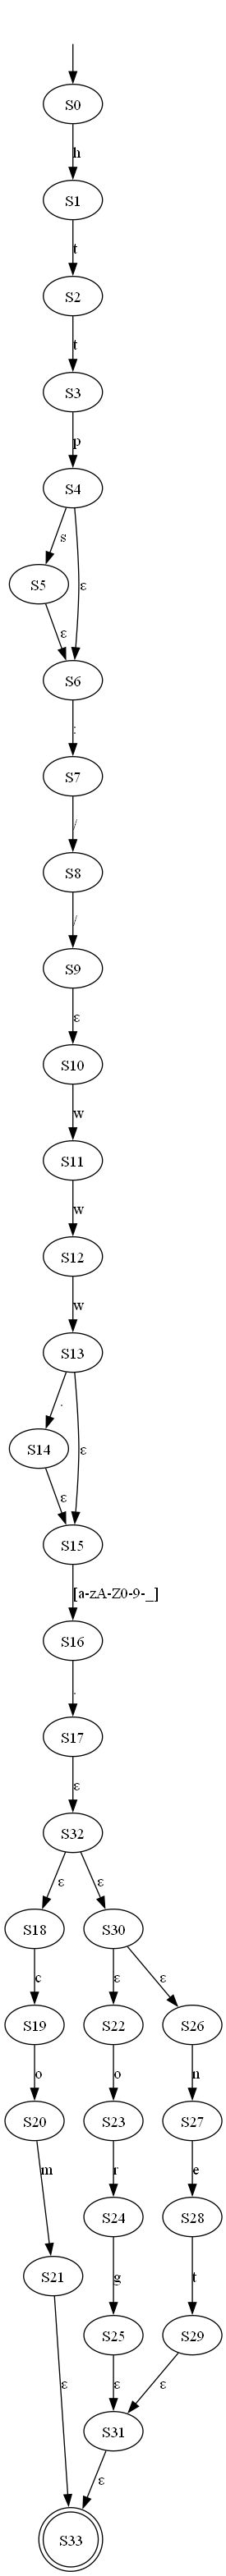 S0
h
S1
t
S2
t
S3
p
S4
s
S5
ε
ε
S6
:
S7
/
S8
/
S9
ε
S10
w
S11
w
S12
w
S13
.
S14
ε
ε
S15
[a-zA-Z0-9-_]
S16
.
S17
ε
S32
ε ε
S18 S30
c ε ε
S19 S22 S26
o o n
S20 S23 S27
m r e
S24 S28
S21 g t
S25 S29
ε ε ε
S31
ε
S33